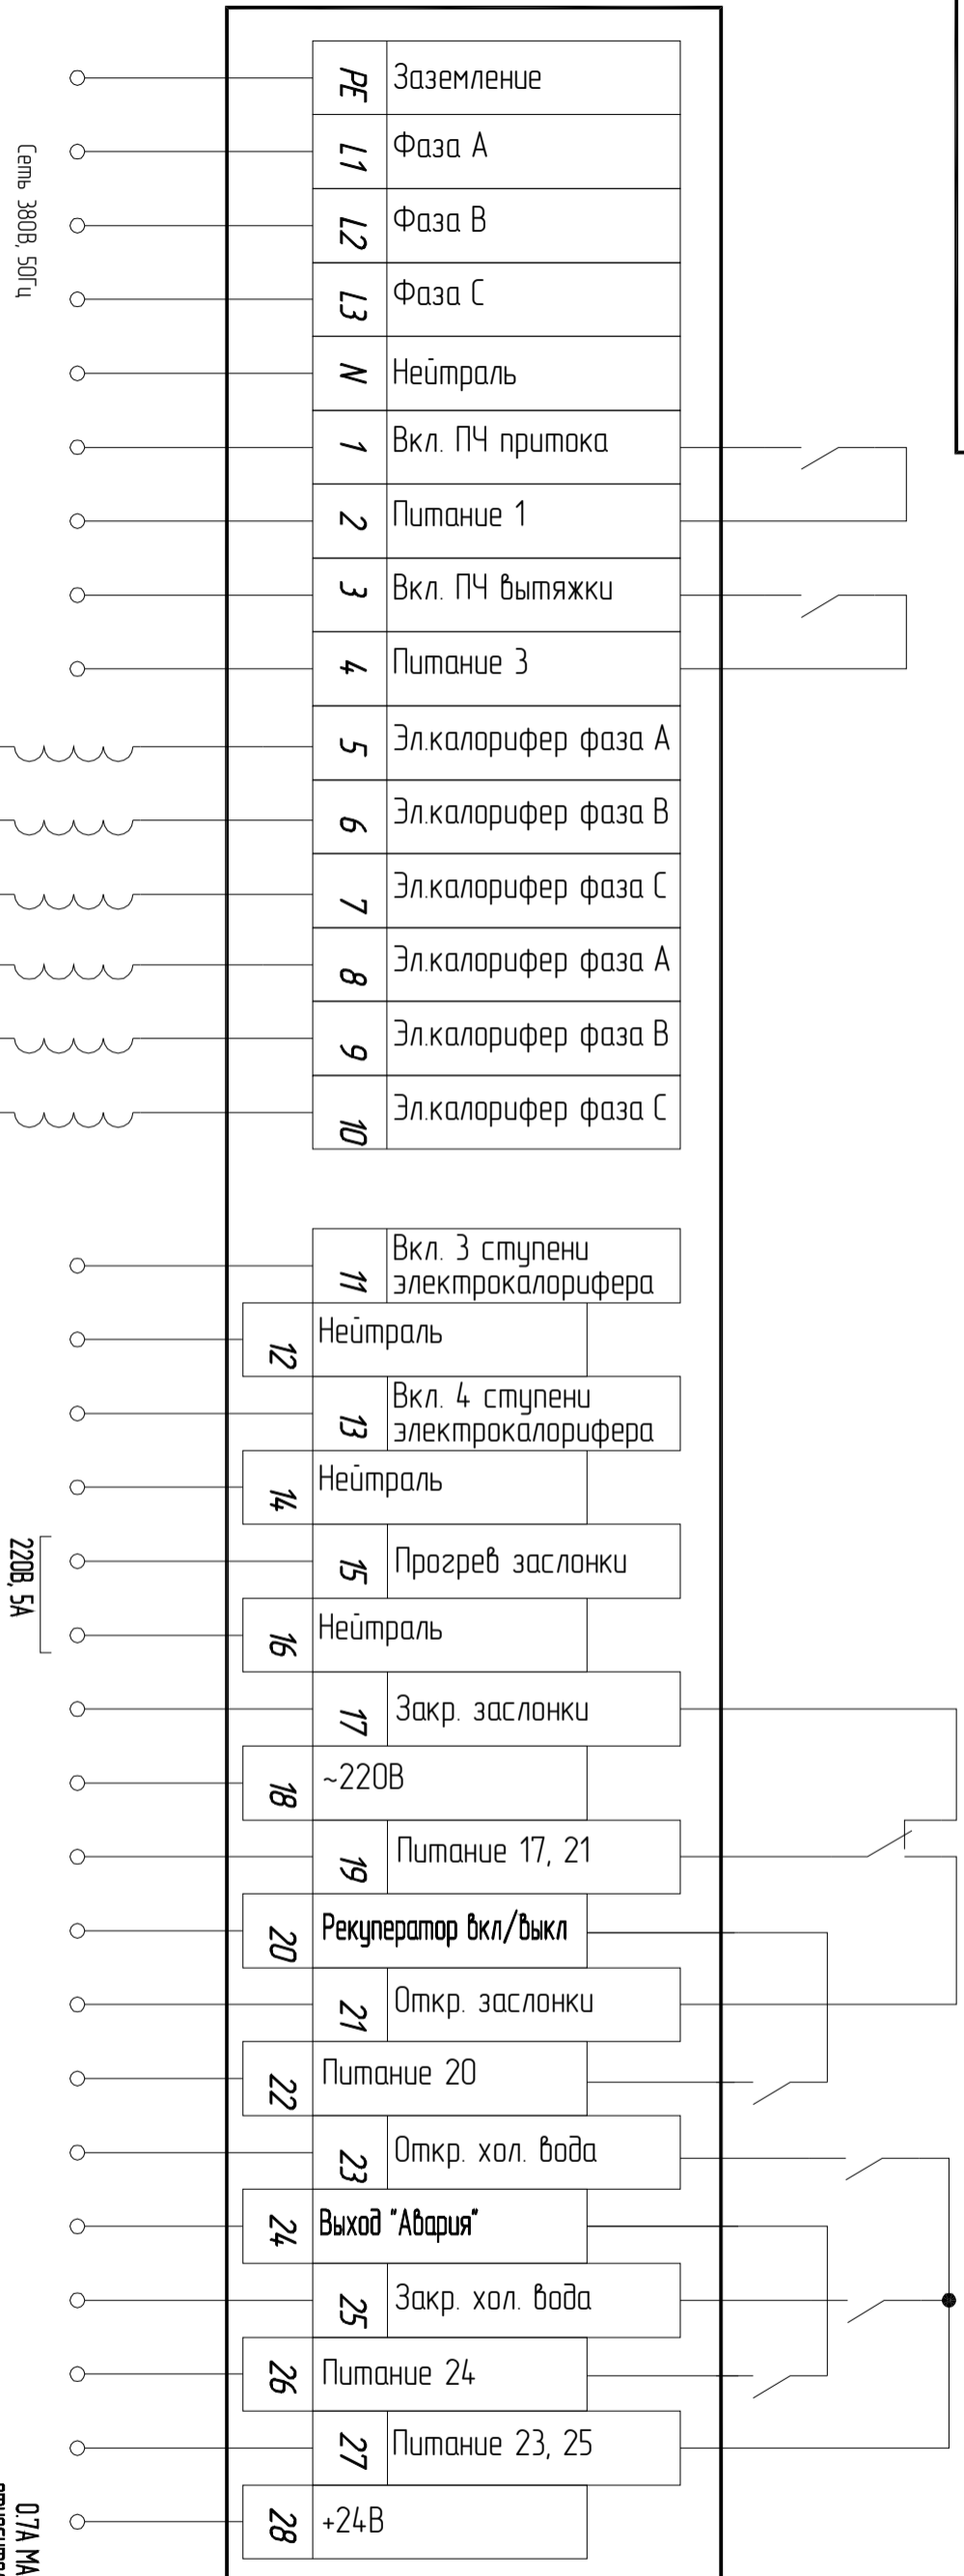 PE Заземление
L1 Фаза А
L2 Фаза В
L3 Фаза С
N Нейтраль
1 Вкл. ПЧ притока
2 Питание 1
3 Вкл. ПЧ вытяжки
4 Питание 3
5 Эл.калорифер фаза А
6 Эл.калорифер фаза В
7 Эл.калорифер фаза С
8 Эл.калорифер фаза А
9 Эл.калорифер фаза В
10 Эл.калорифер фаза С
11 Вкл. 3 ступени
электрокалорифера
12 Нейтраль
13 Вкл. 4 ступени
электрокалорифера
14 Нейтраль
15 Прогрев заслонки
16 Нейтраль
17 Закр. заслонки
18 ~220В
19 Питание 17, 21
20 Рекуператор вкл/выкл
21 Откр. заслонки
22 Питание 20
23 Откр. хол. вода
24 Выход "Авария"
25 Закр. хол. вода
26 Питание 24
27 Питание 23, 25
28 +24В
Сеть 380В, 50Гц
220В, 5А
0.7А